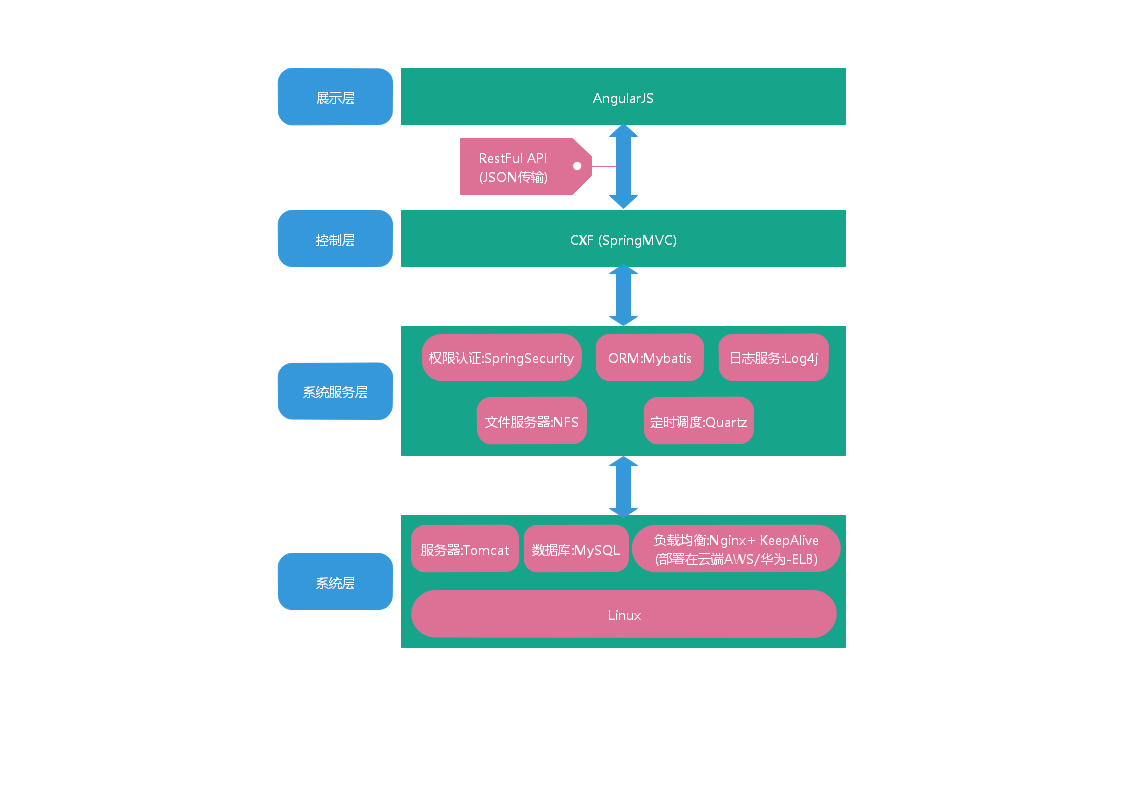 展示层
AngularJS
RestFul API
(JSON传输)
控制层
CXF (SpringMVC)
权限认证:SpringSecurity
ORM:Mybatis
日志服务:Log4j
系统服务层
文件服务器:NFS
定时调度:Quartz
服务器:Tomcat
数据库:MySQL
负载均衡:Nginx+ KeepAlive
(部署在云端AWS/华为-ELB)
系统层
Linux